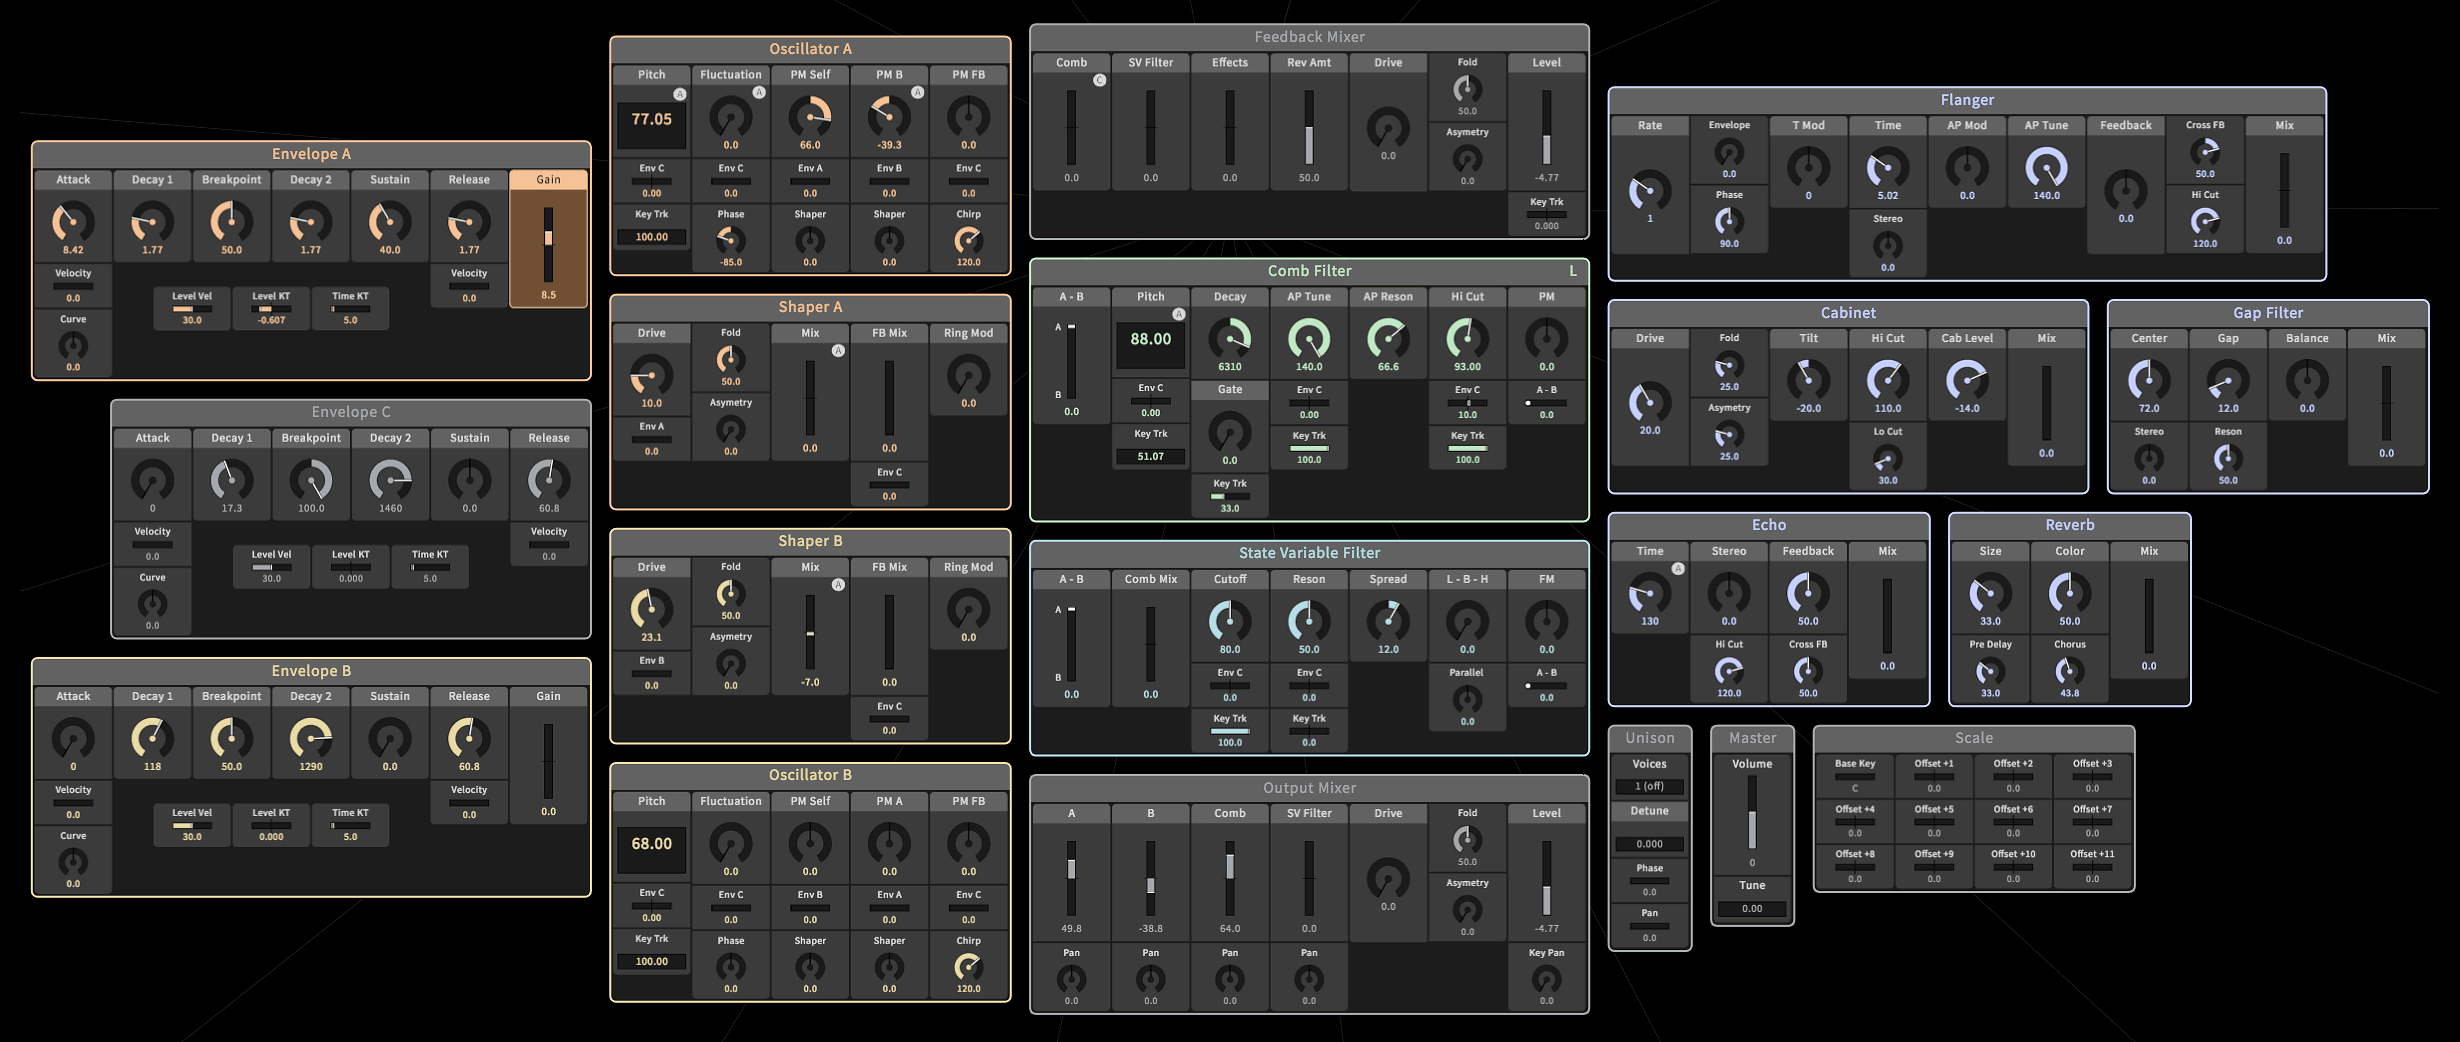 Envelope A
Attack Decay 1 Breakpoint Decay 2 Sustain Release Gain
8.42 1.77 50.0 1.77 40.0 1.77 8.5
Velocity Velocity
0.0 0.0
Level Vel Level KT Time KT
30.0 -0.607 5.0
Curve
0.0
Envelope C
Attack Decay 1 Breakpoint Decay 2 Sustain Release
0 17.3 100.0 1460 0.0 60.8
Velocity Velocity
0.0 0.0
Level Vel Level KT Time KT
30.0 0.000 5.0
Curve
0.0
Envelope B
Attack Decay 1 Breakpoint Decay 2 Sustain Release Gain
0 118 50.0 1290 0.0 60.8 0.0
Velocity Velocity
0.0 0.0
Level Vel Level KT Time KT
30.0 0.000 5.0
Curve
0.0
Oscillator A
Pitch Fluctuation PM Self PM B PM FB
A A A
77.05 0.0 66.0 -39.3 0.0
Env C Env C Env A Env B Env C
0.00 0.0 0.0 0.0 0.0
Key Trk Phase Shaper Shaper Chirp
100.00 -85.0 0.0 0.0 120.0
Shaper A
Drive Fold Mix FB Mix Ring Mod
A
10.0 50.0 0.0 0.0 0.0
Env A Asymetry Env C
0.0 0.0 0.0
Shaper B
Drive Fold Mix FB Mix Ring Mod
A
23.1 50.0 -7.0 0.0 0.0
Env B Asymetry Env C
0.0 0.0 0.0
Oscillator B
Pitch Fluctuation PM Self PM A PM FB
68.00 0.0 0.0 0.0 0.0
Env C Env C Env B Env A Env C
0.00 0.0 0.0 0.0 0.0
Key Trk Phase Shaper Shaper Chirp
100.00 0.0 0.0 0.0 120.0
Feedback Mixer
Comb SV Filter Effects Rev Amt Drive Fold Level
C
50.0
Asymetry
0.0 0.0 0.0 50.0 0.0 0.0 -4.77
Key Trk
0.000
Comb Filter L
A - B Pitch Decay AP Tune AP Reson Hi Cut PM
A A
88.00 6310 140.0 66.6 93.00 0.0
Env C Gate Env C Env C A - B
B
0.0 0.00 0.00 10.0 0.0
Key Trk Key Trk Key Trk
51.07 0.0 100.0 100.0
Key Trk
33.0
State Variable Filter
A - B Comb Mix Cutoff Reson Spread L - B - H FM
A
80.0 50.0 12.0 0.0 0.0
Env C Env C Parallel A - B
B
0.0 0.0 0.0 0.0 0.0 0.0
Key Trk Key Trk
100.0 0.0
Output Mixer
A B Comb SV Filter Drive Fold Level
50.0
Asymetry
49.8 -38.8 64.0 0.0 0.0 0.0 -4.77
Pan Pan Pan Pan Key Pan
0.0 0.0 0.0 0.0 0.0
Flanger
Rate Envelope T Mod Time AP Mod AP Tune Feedback Cross FB Mix
0.0 50.0
Phase 0 5.02 0.0 140.0 Hi Cut
1 Stereo 0.0
90.0 120.0 0.0
0.0
Cabinet
Drive Fold Tilt Hi Cut Cab Level Mix
25.0
Asymetry -20.0 110.0 -14.0
20.0 Lo Cut
25.0 0.0
30.0
Gap Filter
Center Gap Balance Mix
72.0 12.0 0.0
Stereo Reson
0.0
0.0 50.0
Echo
Time Stereo Feedback Mix
A
130 0.0 50.0
Hi Cut Cross FB
0.0
120.0 50.0
Reverb
Size Color Mix
33.0 50.0
Pre Delay Chorus
0.0
33.0 43.8
Unison
Voices
1 (off)
Detune
0.000
Phase
0.0
Pan
0.0
Master
Volume
0
Tune
0.00
Scale
Base Key Offset +1 Offset +2 Offset +3
C 0.0 0.0 0.0
Offset +4 Offset +5 Offset +6 Offset +7
0.0 0.0 0.0 0.0
Offset +8 Offset +9 Offset +10 Offset +11
0.0 0.0 0.0 0.0